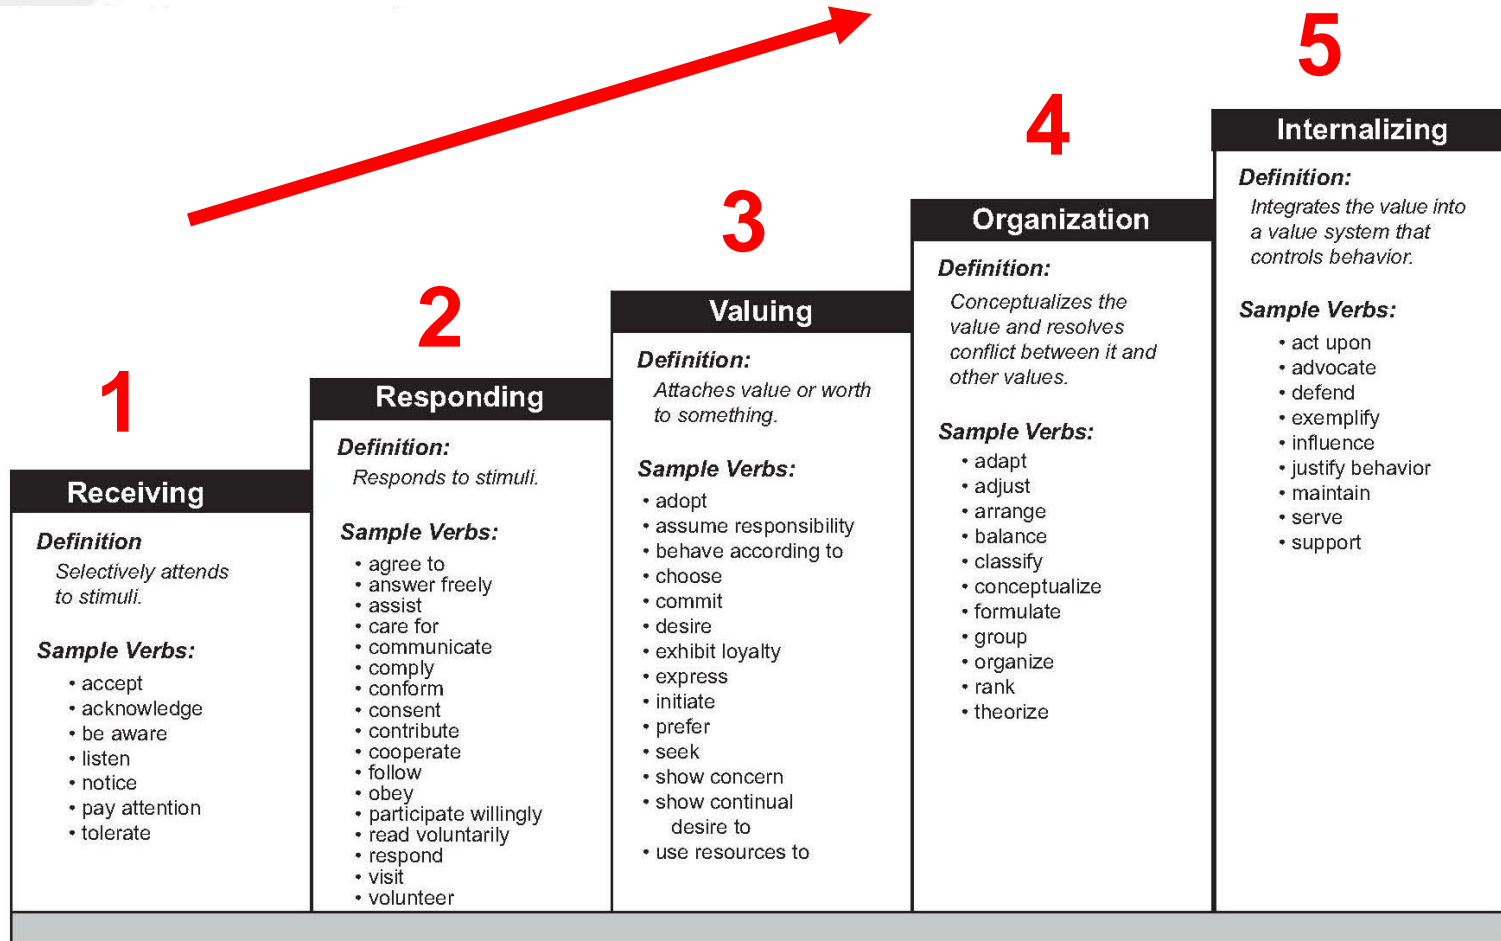 1
Receiving
Definition
Selectively attends
to stimuli.
Sample Verbs:
• accept
• acknowledge
• be aware
• listen
• notice
• pay attention
• tolerate
2
Responding
Definition:
Responds to stimuli.
Sample Verbs:
• agree to
• answer freely
• assist
• care for
• communicate
• comply
• conform
• consent
• contribute
• cooperate
• follow
• obey
• participate willingly
• read voluntarily
• respond
• visit
• volunteer
3
Valuing
Definition:
Attaches value or worth
to something.
Sample Verbs:
• adopt
• assume responsibility
• behave according to
• choose
• commit
• desire
• exhibit loyalty
• express
• initiate
• prefer
• seek
• show concern
• show continual
desire to
• use resources to
4
Organization
Definition:
Conceptualizes the
value and resolves
conflict between it and
other values.
Sample Verbs:
• adapt
• adjust
• arrange
• balance
• classify
• conceptualize
• formulate
• group
• organize
• rank
• theorize
5
Internalizing
Definition:
Integrates the value into
a value system that
controls behavior.
Sample Verbs:
• act upon
• advocate
• defend
• exemplify
• influence
• justify behavior
• maintain
• serve
• support